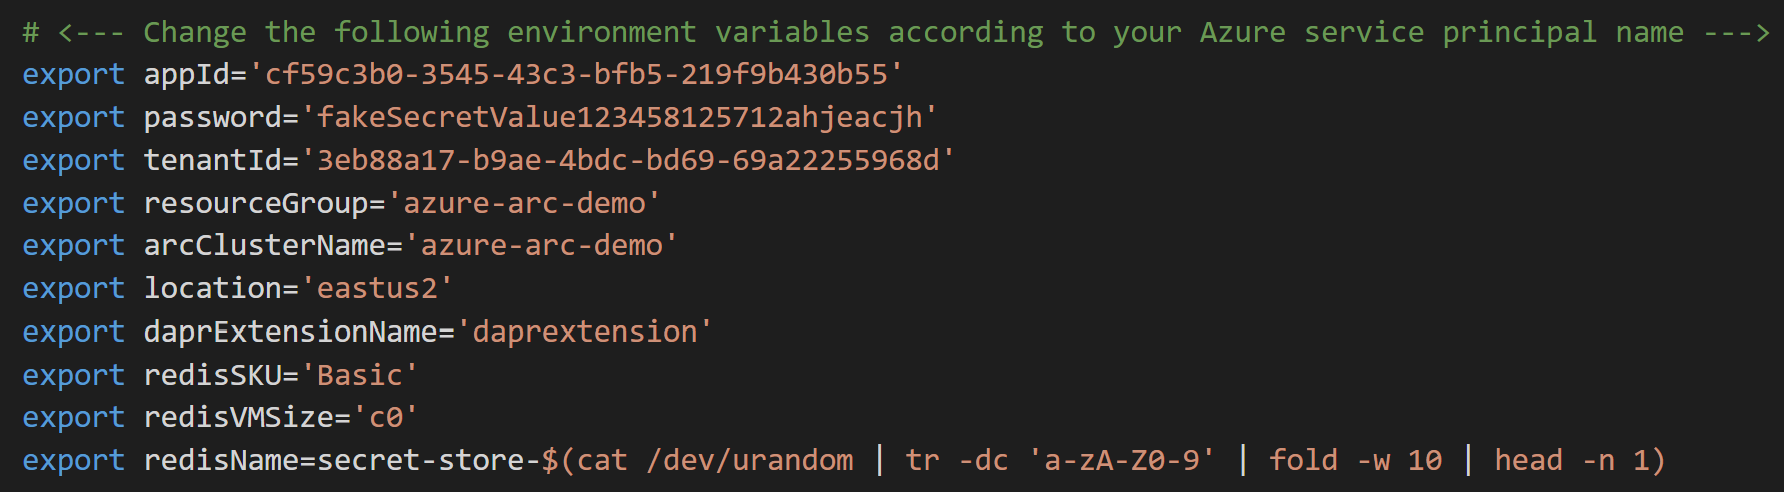 # <--- Change the following environment variables according to your Azure service principal name --->
export appId='cf59c3b0-3545-43c3-bfb5-219f9b430b55'
export password='fakeSecretValue123458125712ahjeacjh'
export tenantId='3eb88a17-b9ae-4bdc-bd69-69a22255968d'
export resourceGroup='azure-arc-demo'
export arcClusterName='azure-arc-demo'
export location='eastus2'
export daprExtensionName='daprextension'
export redisSKU='Basic'
export redisVMSize='c0'
export redisName=secret-store-$(cat /dev/urandom | tr -dc 'a-zA-Z0-9' | fold -w 10 | head -n 1)